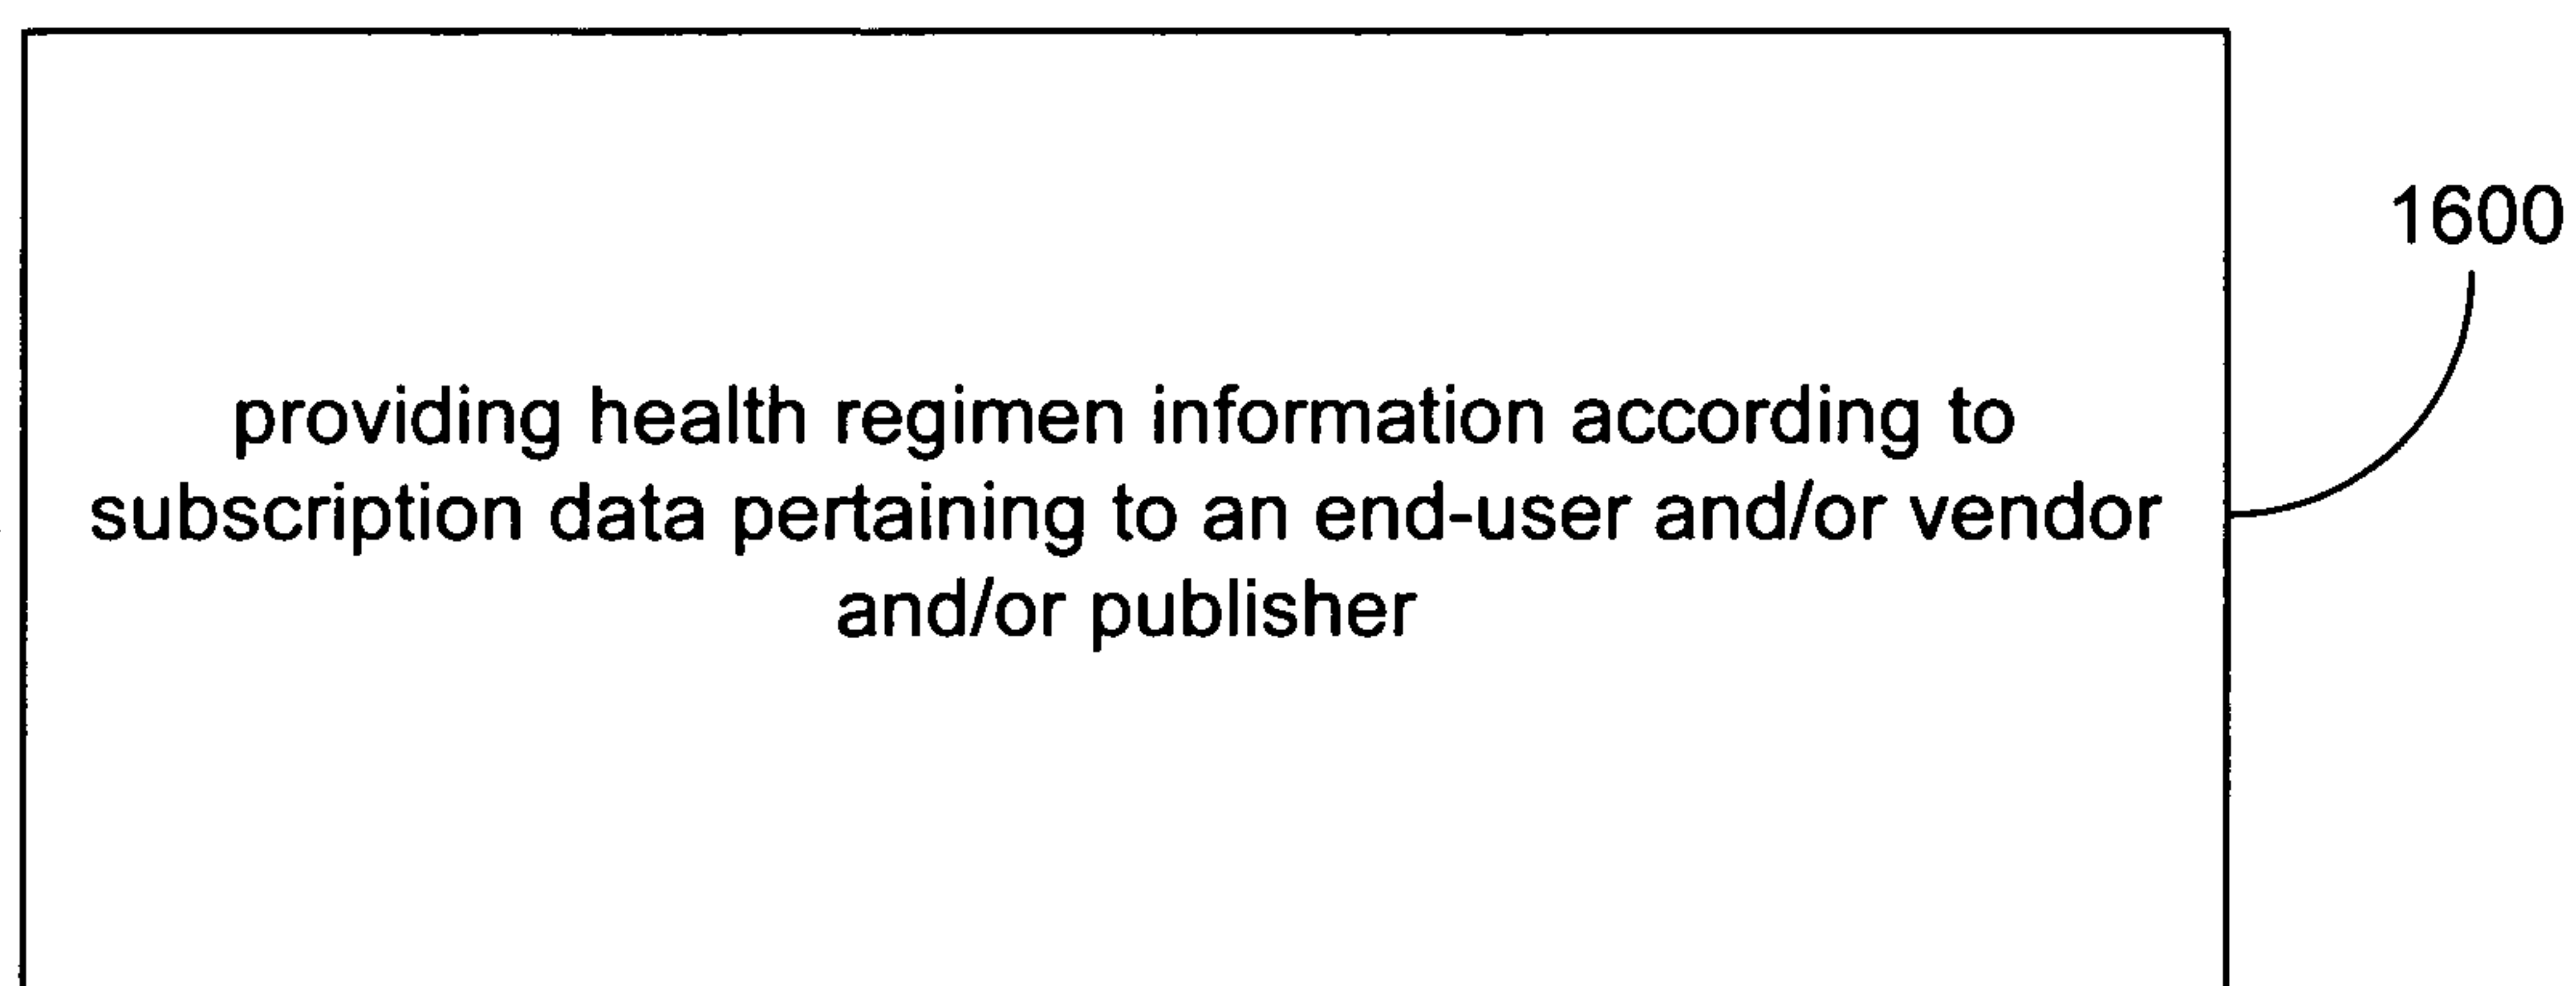 1600
providing health regimen information according to
subscription data pertaining to an end-user and/or vendor
and/or publisher